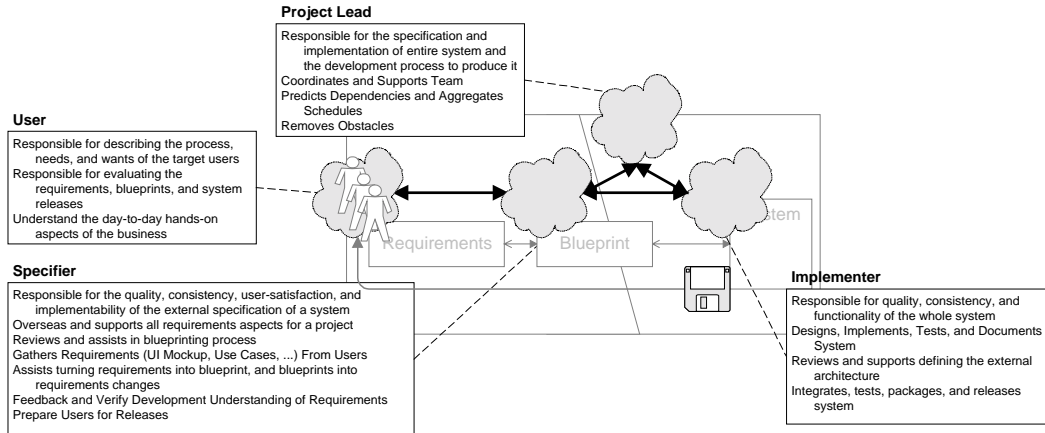 Project Lead
Responsible for the specification and
implementation of entire system and
the development process to produce it
Coordinates and Supports Team
Predicts Dependencies and Aggregates
Schedules
Removes Obstacles
User
Responsible for describing the process,
needs, and wants of the target users
Responsible for evaluating the
requirements, blueprints, and system
releases
Understand the day-to-day hands-on
aspects of the business
Requirements
Blueprint
stem
Specifier
Responsible for the quality, consistency, user-satisfaction, and
implementability of the external specification of a system
Overseas and supports all requirements aspects for a project
Reviews and assists in blueprinting process
Gathers Requirements (UI Mockup, Use Cases, ...) From Users
Assists turning requirements into blueprint, and blueprints into
requirements changes
Feedback and Verify Development Understanding of Requirements
Prepare Users for Releases
Implementer
Responsible for quality, consistency, and
functionality of the whole system
Designs, Implements, Tests, and Documents
System
Reviews and supports defining the external
architecture
Integrates, tests, packages, and releases
system